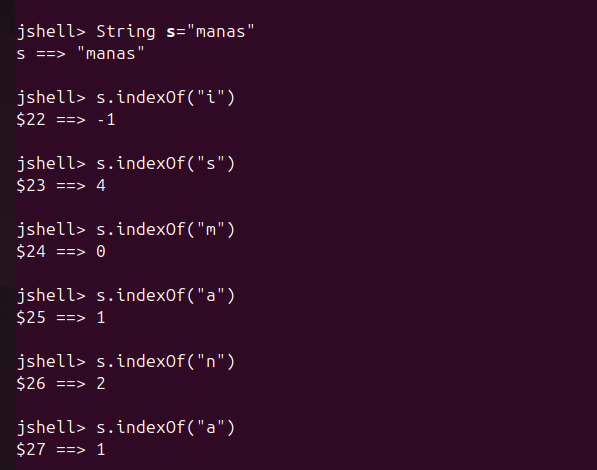 jshell> String s="manas"
s ==> "manas"
jshell> s.indexOf("i")
$22 ==> -1
jshell> s.indexOf("s")
$23 ==> 4
jshell> s.indexOf("m")
$24 ==> 0
jshell> s.indexOf("a")
$25 ==> 1
jshell> s.indexOf("n")
$26 ==> 2
jshell> s.indexOf("a")
$27 ==> 1